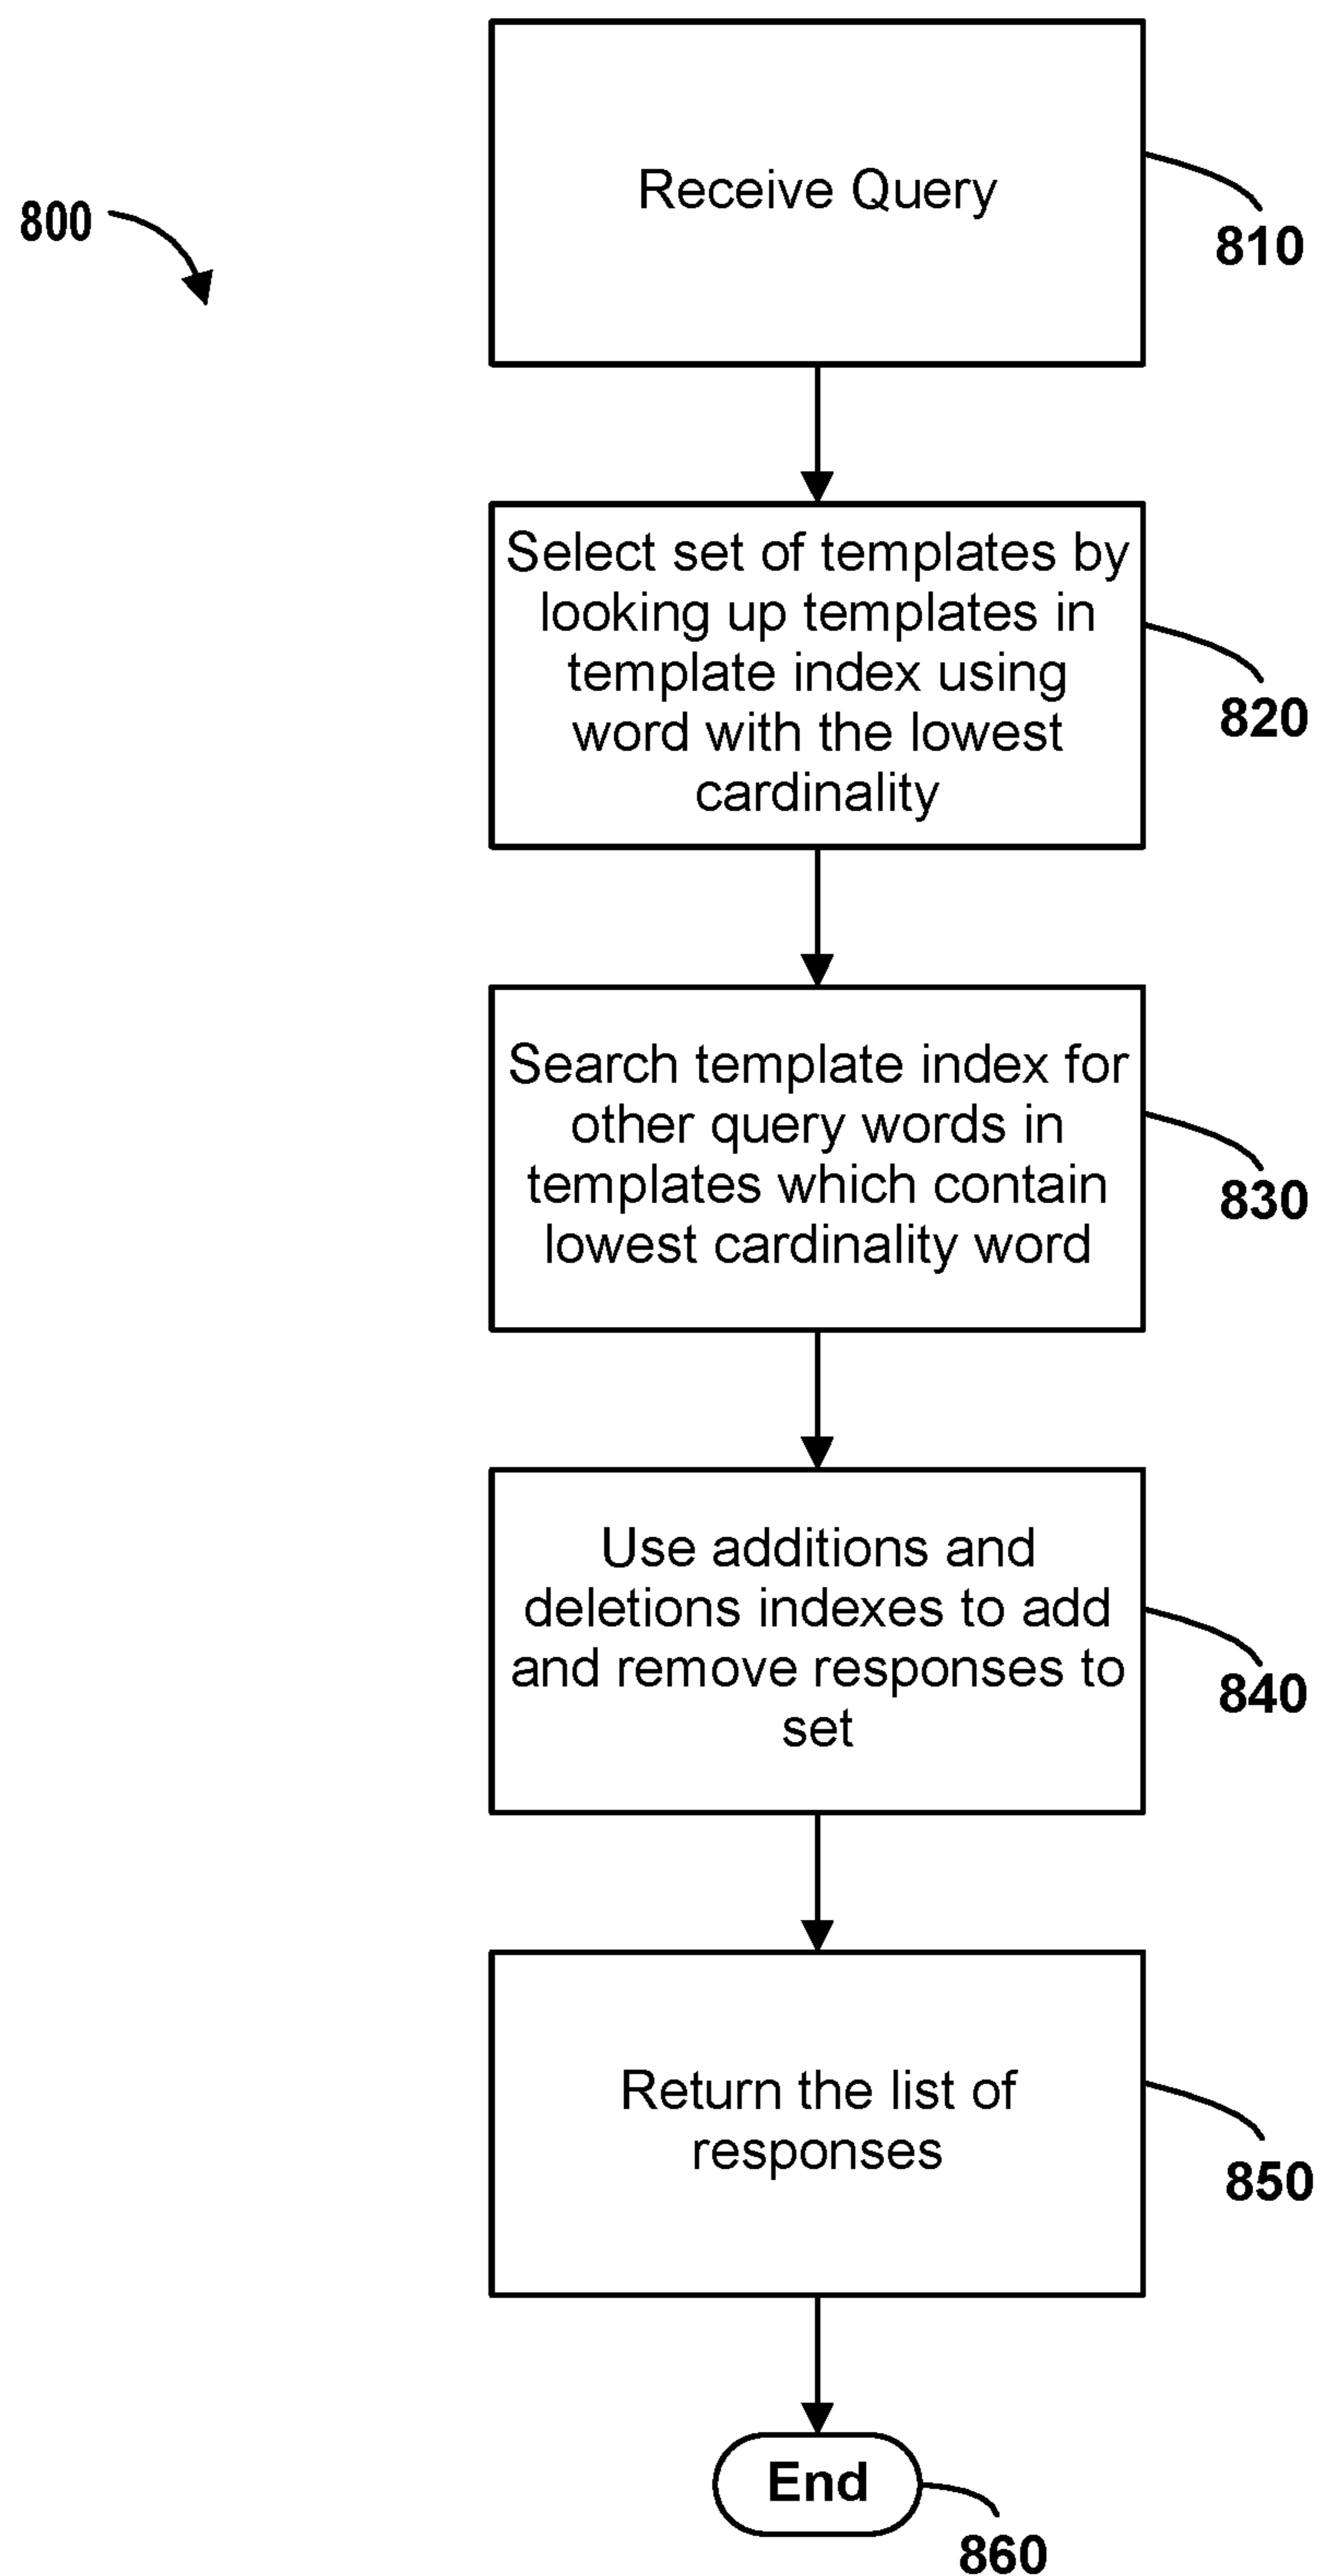 800
Receive Query
810
Select set of templates by
looking up templates in
template index using
word with the lowest
cardinality
820
Search template index for
other query words in
templates which contain
lowest cardinality word
830
Use additions and
deletions indexes to add
and remove responses to
set
840
Return the list of
responses
850
End
860